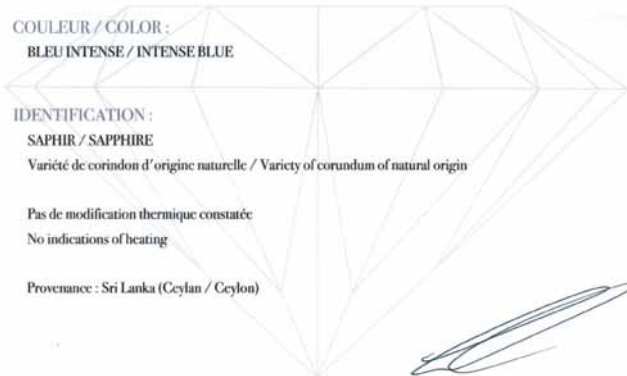 COULEUR / COLOR :
BLEU INTENSE / INTENSE BLUE
IDENTIFICATION :
SAPHIR / SAPPHIRE
Variété de corindon d'origine naturelle / Variety of corundum of natural origin
Pas de modification thermique constatée
No indications of heating
Provenance : Sri Lanka (Ceylan / Ceylon)